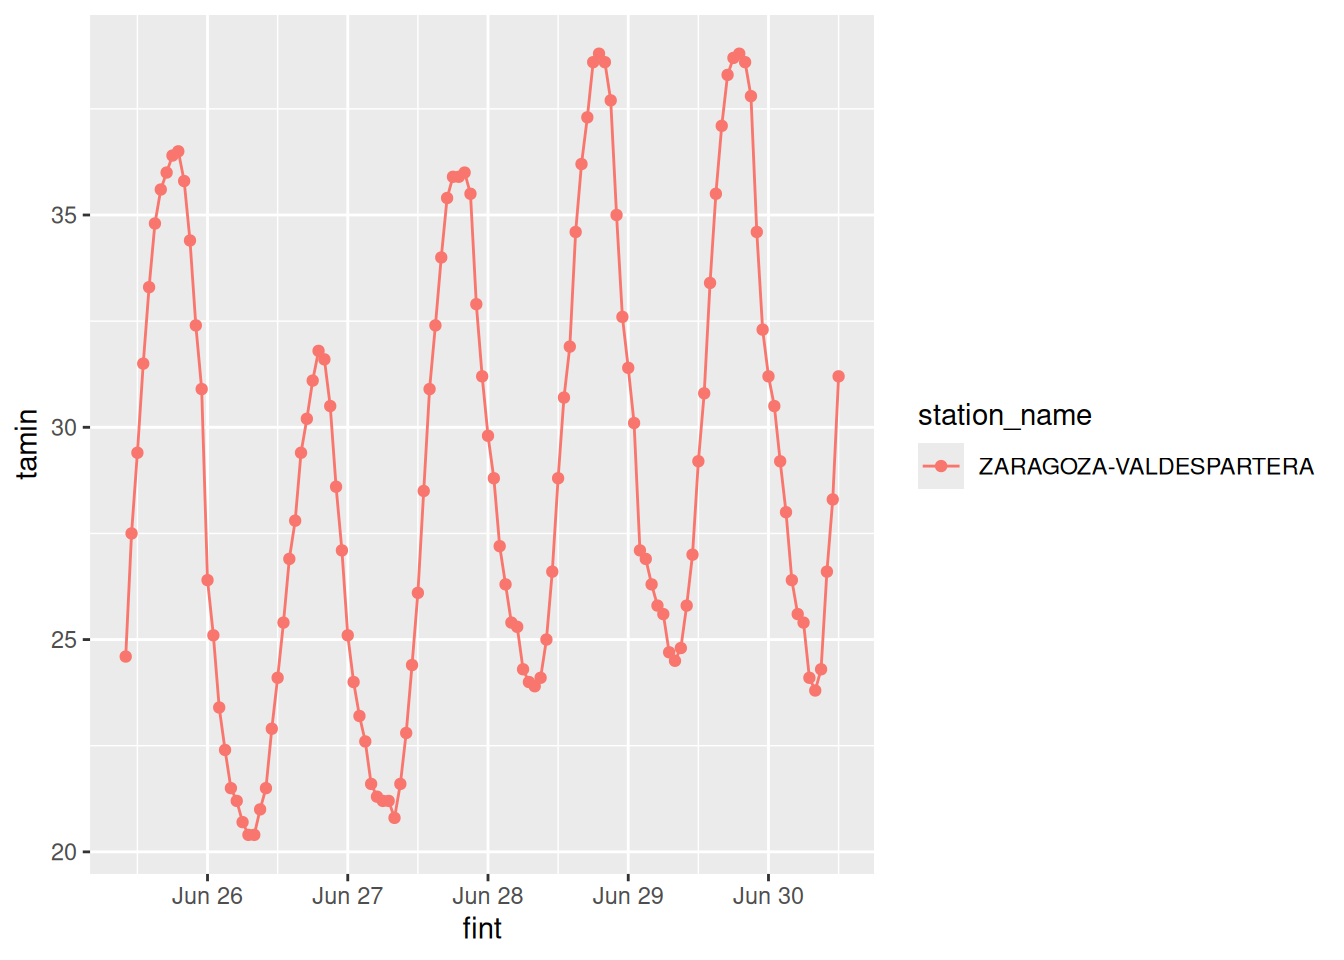 tamin
35
30
25
20
Jun 26
Jun 27
Jun 28
Jun 29
Jun 30
fint
station_name
ZARAGOZA-VALDESPARTERA